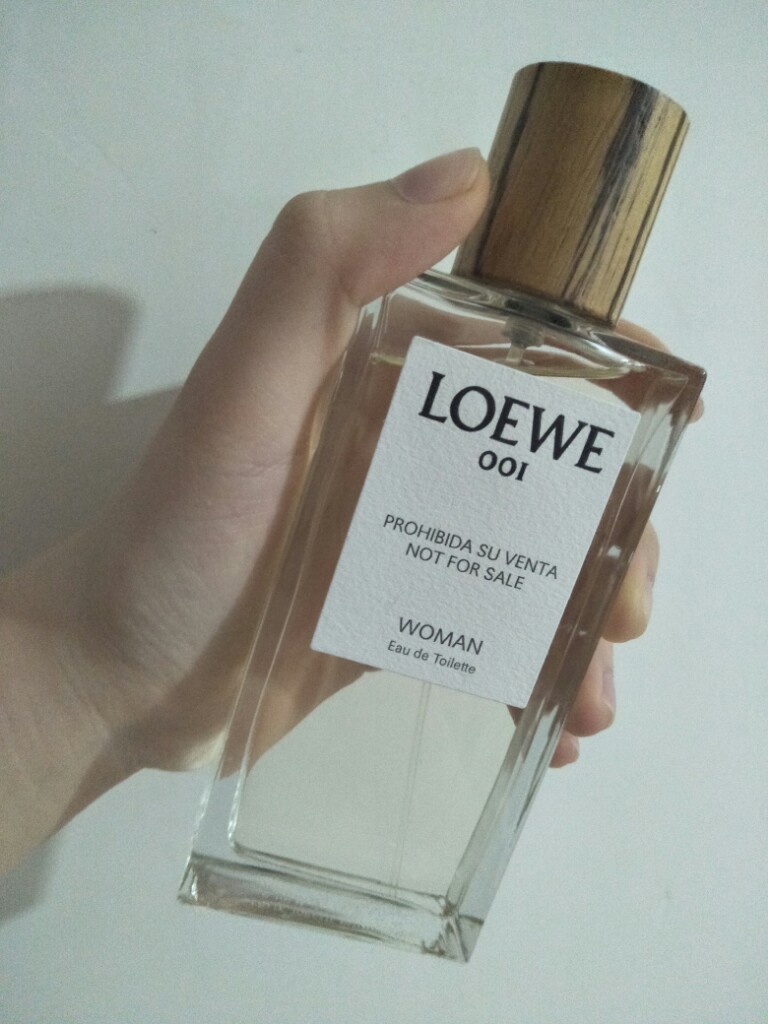 LOEWE
001
PROHIBIDA SU VENTA
NOT FOR SALE
WOMAN
Eau de Toilette